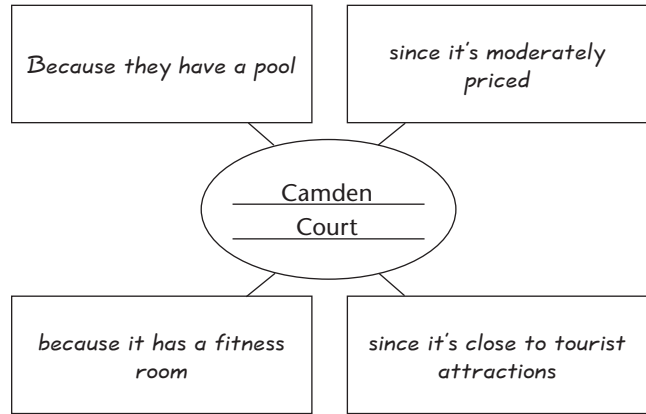 Because they have a pool
since it's moderately
priced
Camden
Court
because it has a fitness
room
since it's close to tourist
attractions